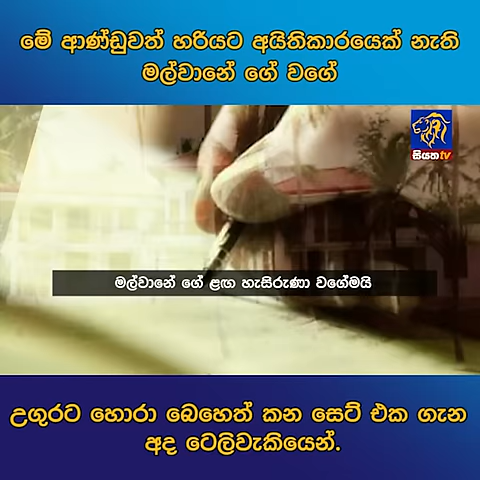 මේ ආණ්ඩුවත් හරියට අයිතිකාරයෙක් නැති
මල්වානේ ගේ වගේ
සියත tv
මල්වානේ ගේ ළඟ හැසිරුණා වගේමයි
උගුරට හොරා බෙහෙත් කන සෙට් එක ගැන
අද ටෙලිවැකියෙන්.